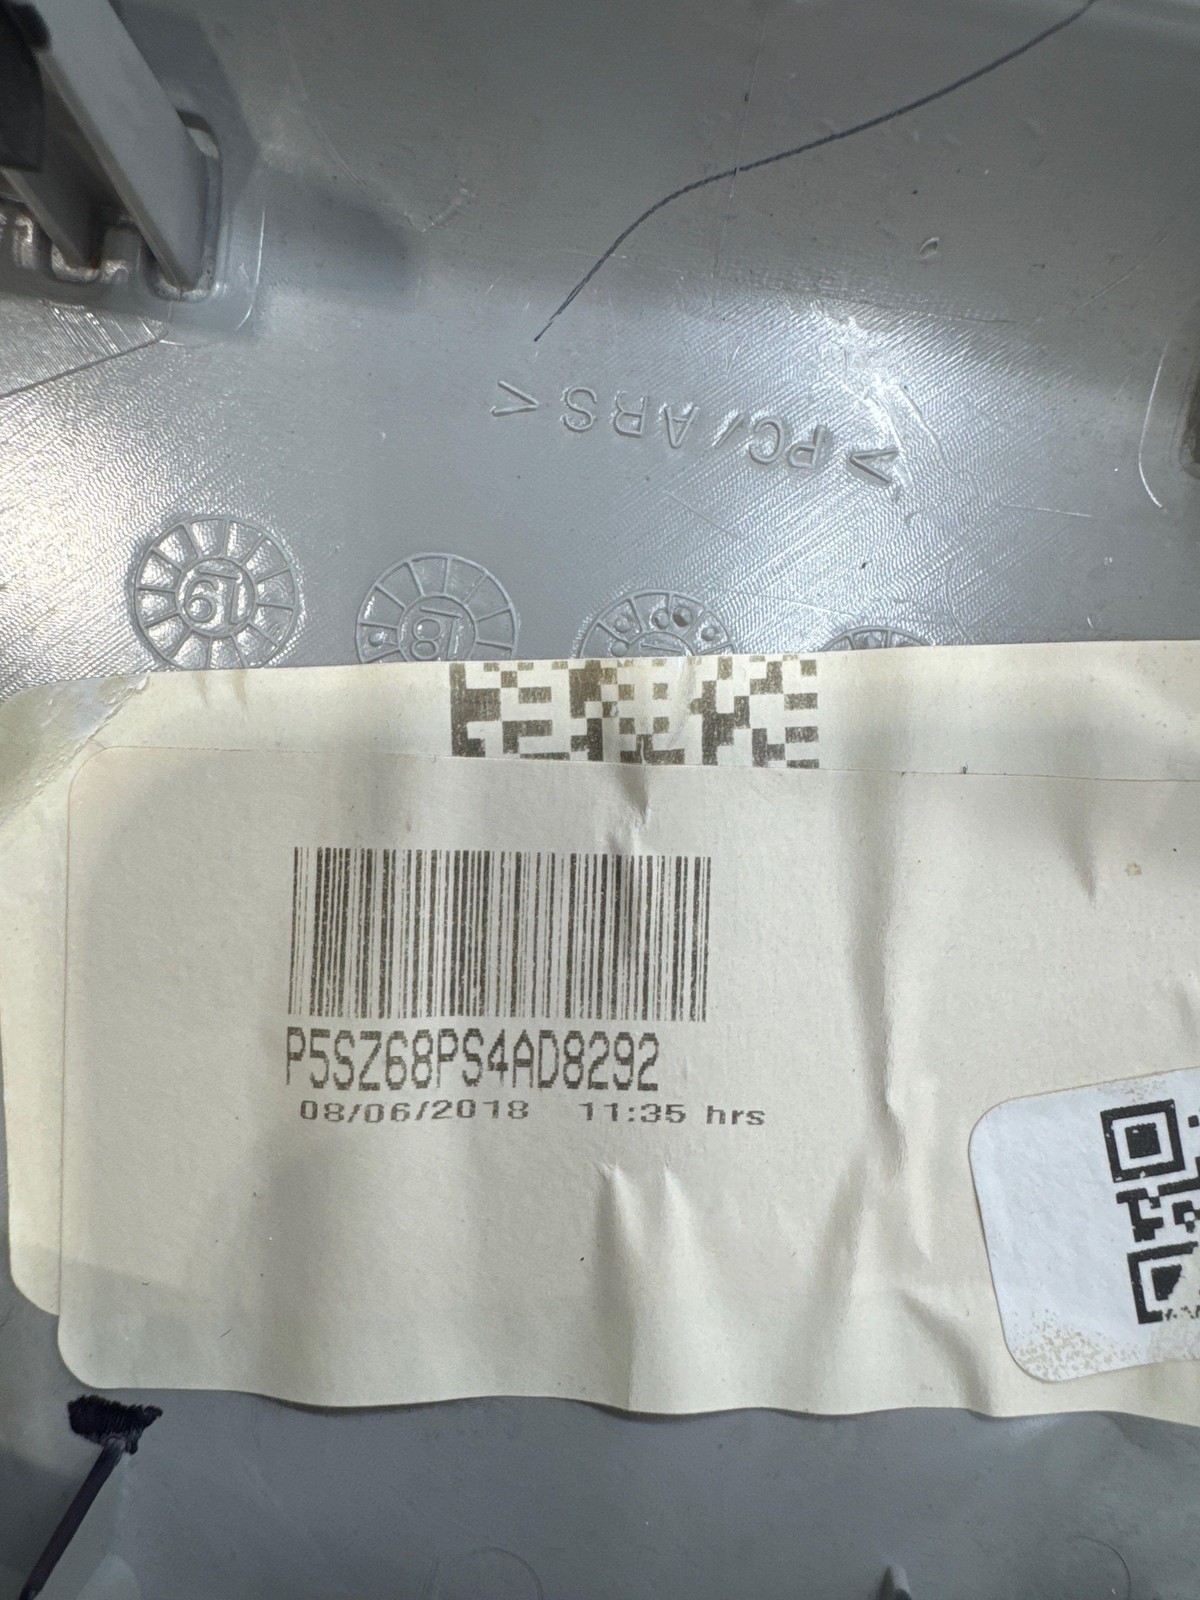 >PC/ABS<
19
18
P5SZ68PS4AD8292
08/06/2018 11:35 hrs